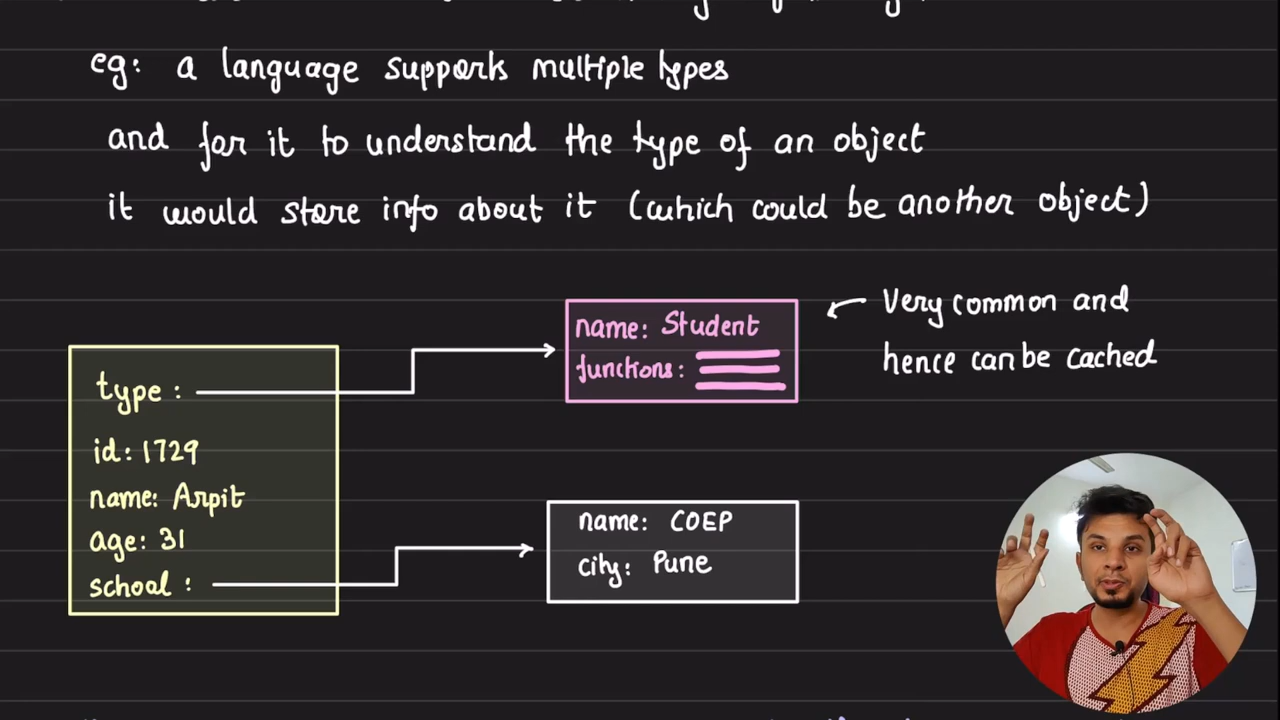 eg: a language supports multiple types
and for it to understand the type of an object
it would store info about it (which could be another object)
name: Student
functions:
Very common and
hence can be cached
type:
id: 1729
name: Arpit
age: 31
school:
name: COEP
city: Pune